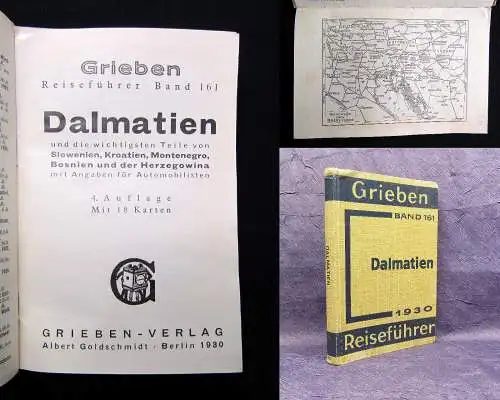 Grieben
Reiseführer Band 161
Dalmatien
und die wichtigsten Teile von
Slowenien, Kroatien, Montenegro,
Bosnien und der Herzegowina
mit Angaben für Automobilisten
4. Auflage
Mit 18 Karten
G
GRIEBEN-VERLAG
Albert Goldschmidt · Berlin 1930
Grieben
BAND 161
Dalmatien
1930
Reiseführer
DALMATIEN